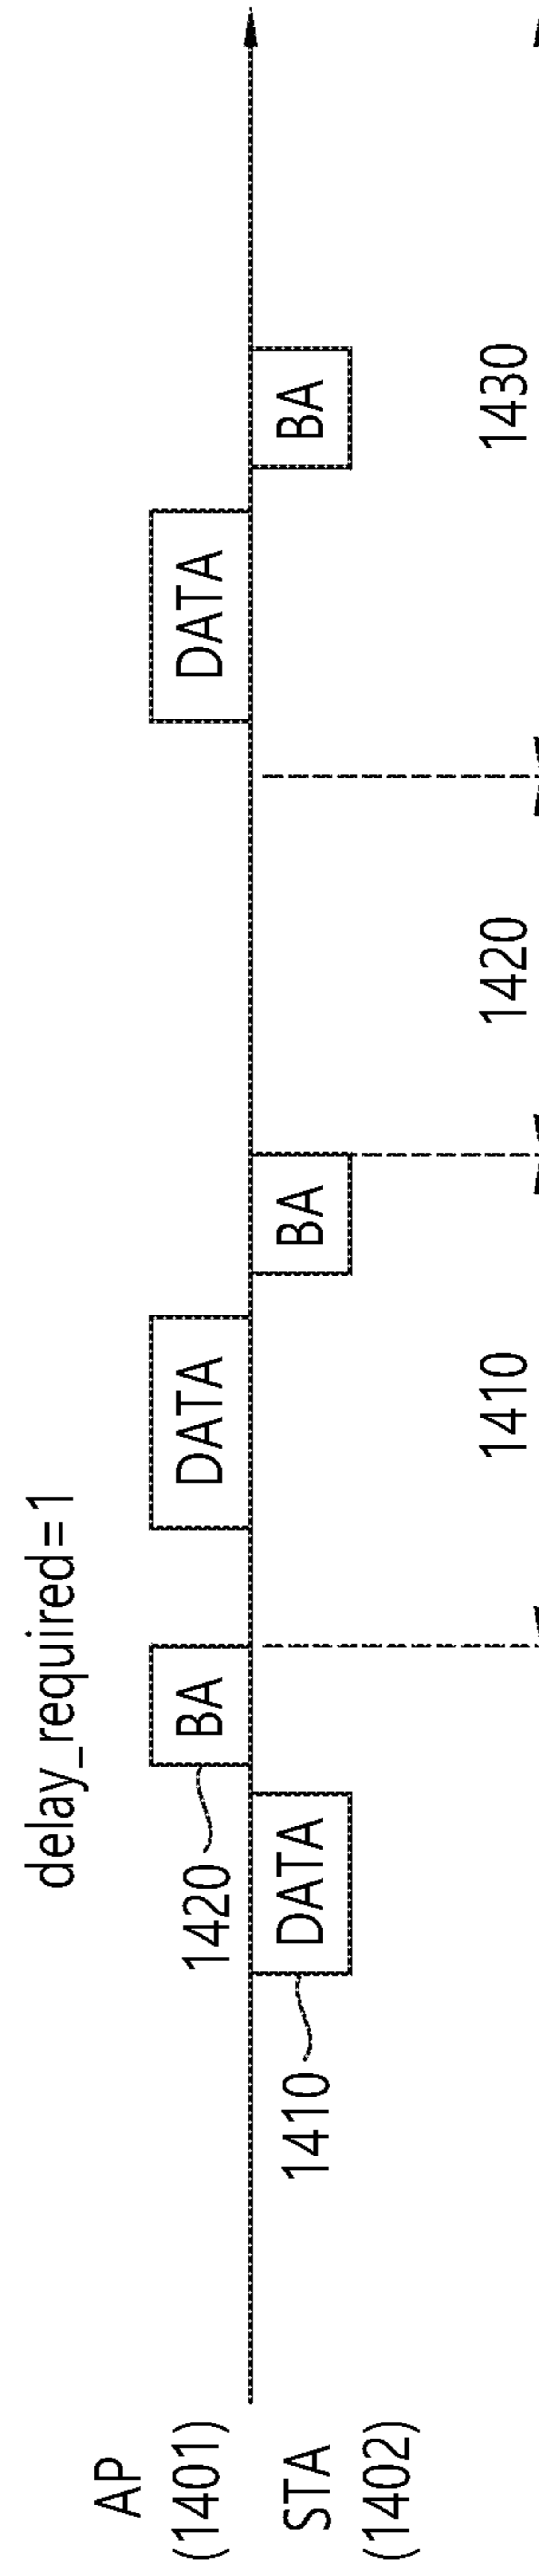 delay_required=1
AP
(1401)
1420
BA
DATA
DATA
STA
(1402)
1410
DATA
BA
BA
1410
1420
1430